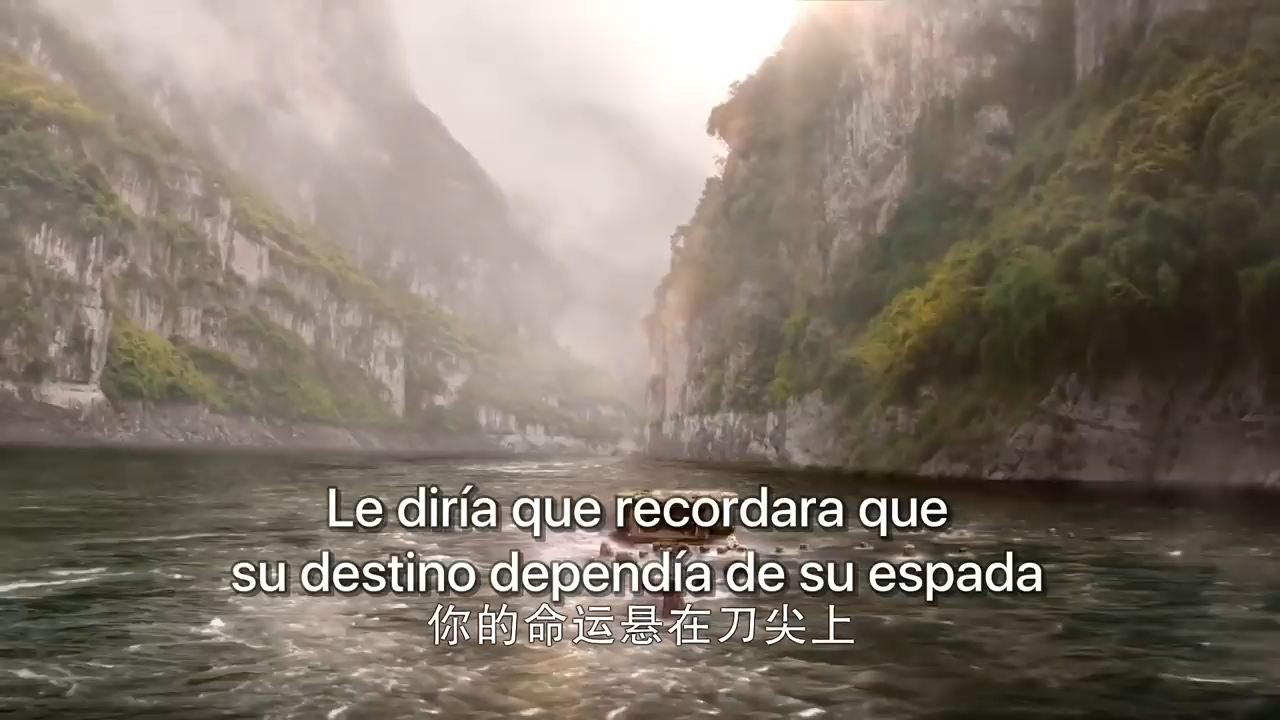 Le diría que recordara que
su destino dependía de su espada
你的命运悬在刀尖上